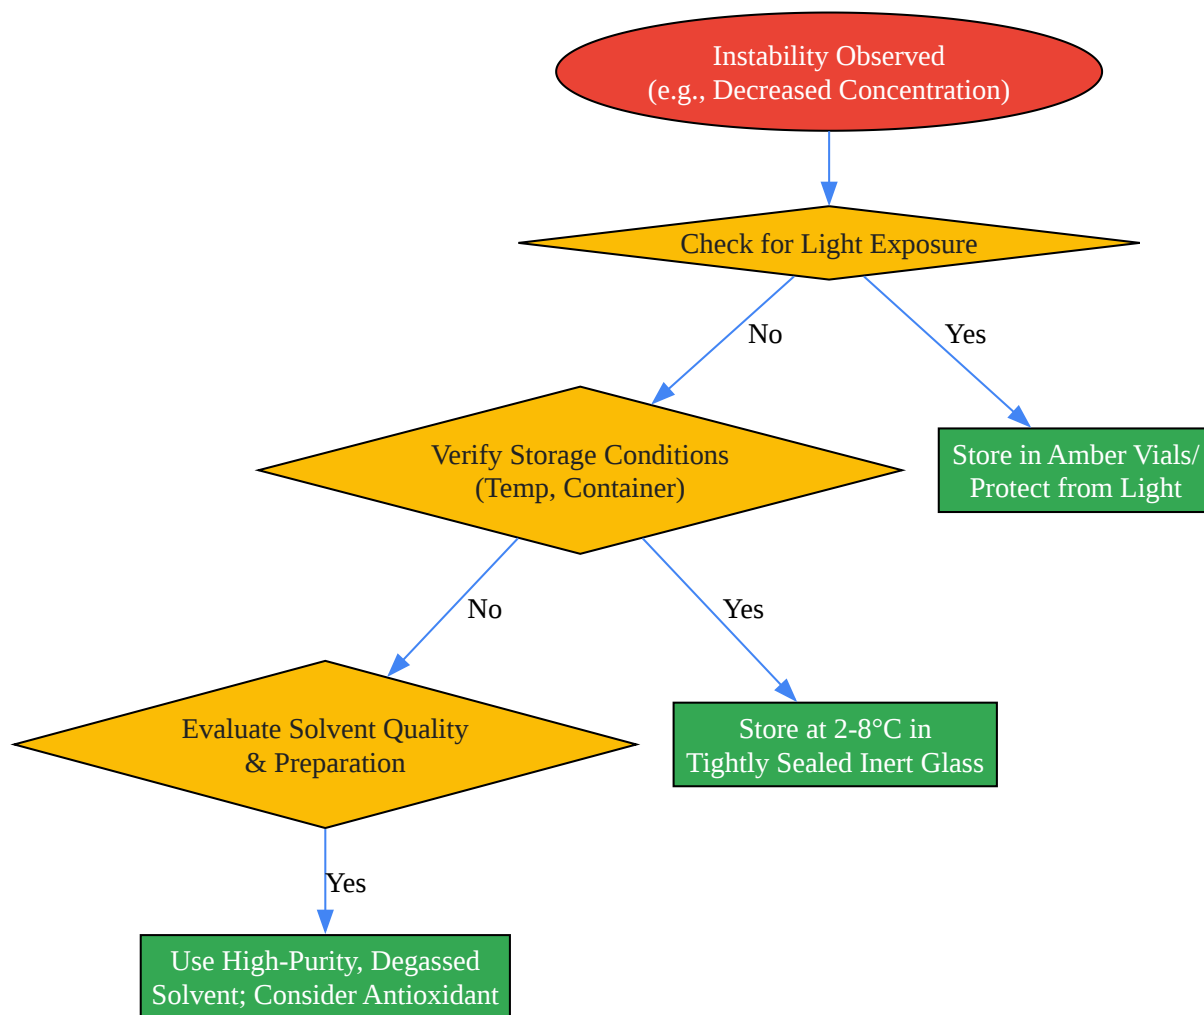 Instability Observed
(e.g., Decreased Concentration)
Check for Light Exposure
No
Yes
Verify Storage Conditions
(Temp, Container)
Store in Amber Vials/
Protect from Light
No
Yes
Evaluate Solvent Quality
& Preparation
Store at 2-8°C in
Tightly Sealed Inert Glass
Yes
Use High-Purity, Degassed
Solvent; Consider Antioxidant